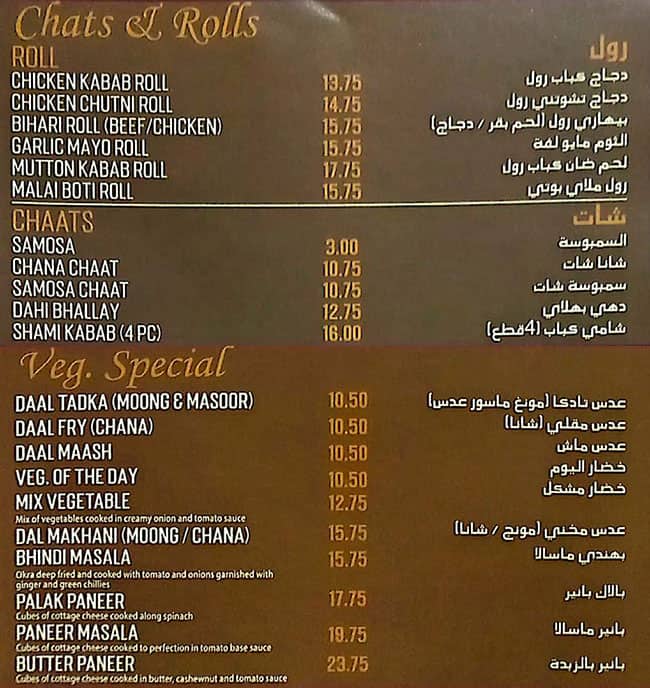 Chats & Rolls
ROLL رول
CHICKEN KABAB ROLL 13.75 دجاج كباب رول
CHICKEN CHUTNI ROLL 14.75 دجاج تشوتني رول
BIHARI ROLL (BEEF/CHICKEN) 15.75 بيهاري رول (لحم بقر / دجاج)
GARLIC MAYO ROLL 15.75 الثوم مايو لفة
MUTTON KABAB ROLL 17.75 لحم ضان كباب رول
MALAI BOTI ROLL 15.75 رول ملاي بوتي
CHAATS شات
SAMOSA 3.00 السمبوسة
CHANA CHAAT 10.75 شانا شات
SAMOSA CHAAT 10.75 سمبوسة شات
DAHI BHALLAY 12.75 دهي بهلاي
SHAMI KABAB (4 PC) 16.00 شامي كباب (4قطع)
Veg. Special
DAAL TADKA (MOONG & MASOOR) 10.50 عدس تادكا (مونغ ماسور عدس)
DAAL FRY (CHANA) 10.50 عدس مقلي (شانا)
DAAL MAASH 10.50 عدس ماش
VEG. OF THE DAY 10.50 خضار اليوم
MIX VEGETABLE 12.75 خضار مشكل
Mix of vegetables cooked in creamy onion and tomato sauce
DAL MAKHANI (MOONG / CHANA) 15.75 عدس مخني (مونج / شانا)
BHINDI MASALA 15.75 بهندي ماسالا
Okra deep fried and cooked with tomato and onions garnished with
ginger and green chillies
PALAK PANEER 17.75 بالاك بانير
Cubes of cottage cheese cooked along spinach
PANEER MASALA 19.75 بانير ماسالا
Cubes of cottage cheese cooked to perfection in tomato base sauce
BUTTER PANEER 23.75 بانير بالزبدة
Cubes of cottage cheese cooked in butter, cashewnut and tomato sauce